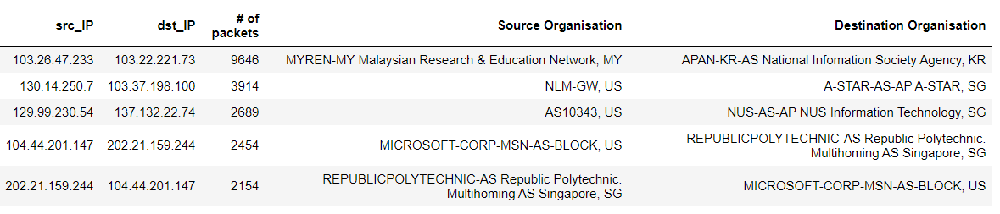 src_IP dst_IP # of packets Source Organisation Destination Organisation
103.26.47.233 103.22.221.73 9646 MYREN-MY Malaysian Research & Education Network, MY APAN-KR-AS National Infomation Society Agency, KR
130.14.250.7 103.37.198.100 3914 NLM-GW, US A-STAR-AS-AP A-STAR, SG
129.99.230.54 137.132.22.74 2689 AS10343, US NUS-AS-AP NUS Information Technology, SG
104.44.201.147 202.21.159.244 2454 MICROSOFT-CORP-MSN-AS-BLOCK, US REPUBLICPOLYTECHNIC-AS Republic Polytechnic. Multihoming AS Singapore, SG
202.21.159.244 104.44.201.147 2154 REPUBLICPOLYTECHNIC-AS Republic Polytechnic. Multihoming AS Singapore, SG MICROSOFT-CORP-MSN-AS-BLOCK, US